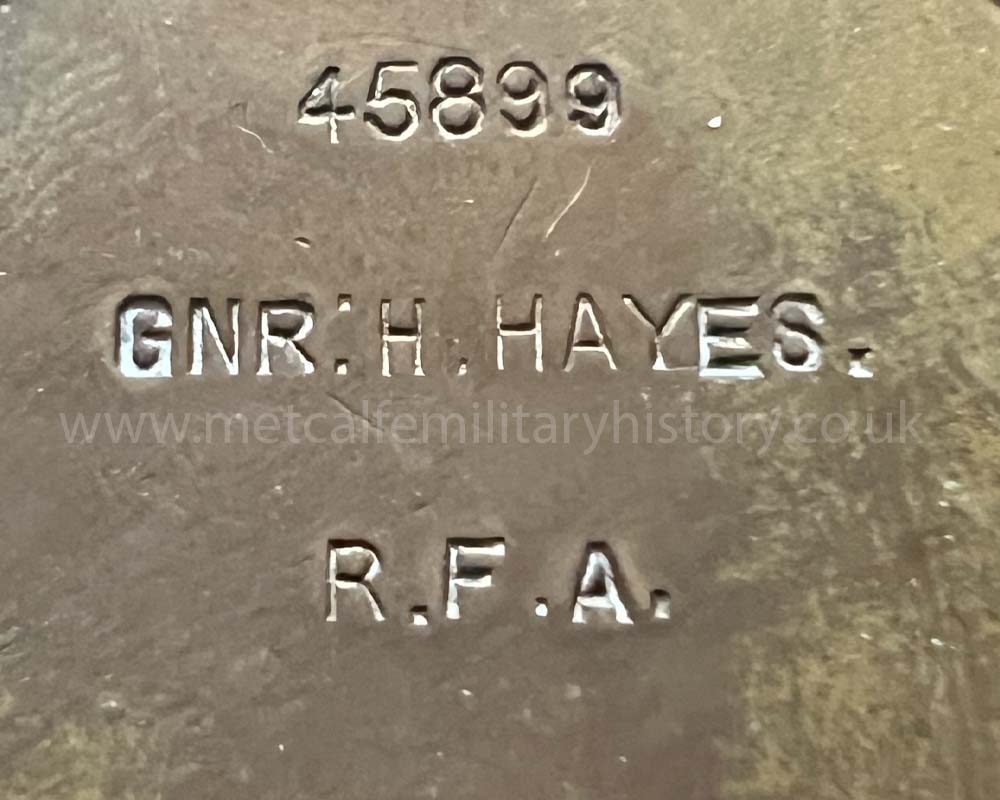 45899
GNR: H. HAYES.
www.metcalfemilitaryhistory.co.uk
R.F.A.